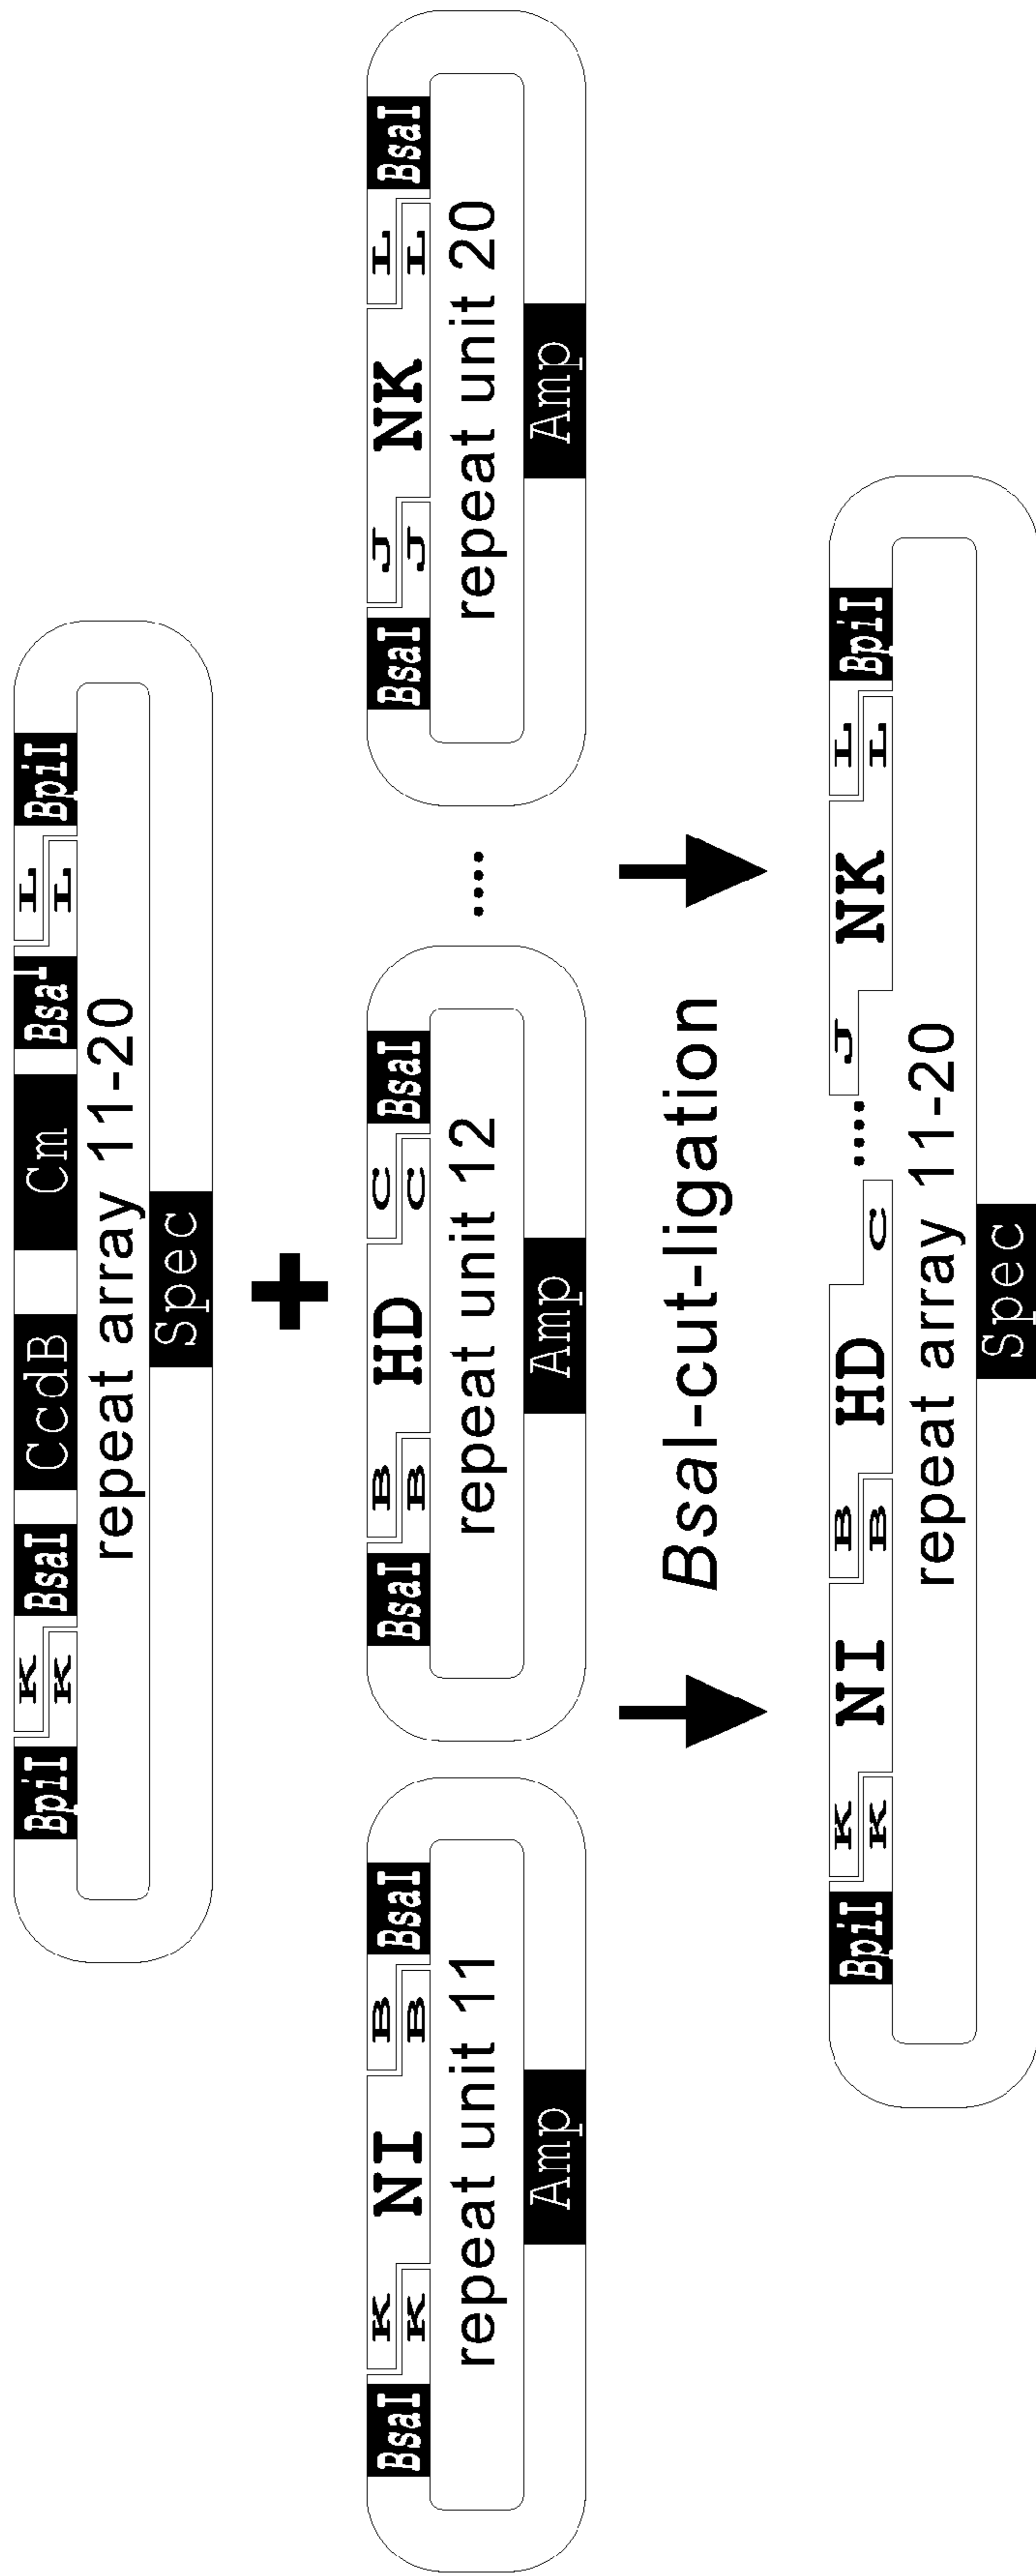 BpiI K K BsaI CcdB Cm BsaI L L BpiI
repeat array 11-20
Spec
+
BsaI K K NI B B BsaI
repeat unit 11
Amp
BsaI B B HD C C BsaI
repeat unit 12
Amp
....
BsaI J J NK L L BsaI
repeat unit 20
Amp
BsaI-cut-ligation
BpiI K K NI B B HD C .... J NK L L BpiI
repeat array 11-20
Spec